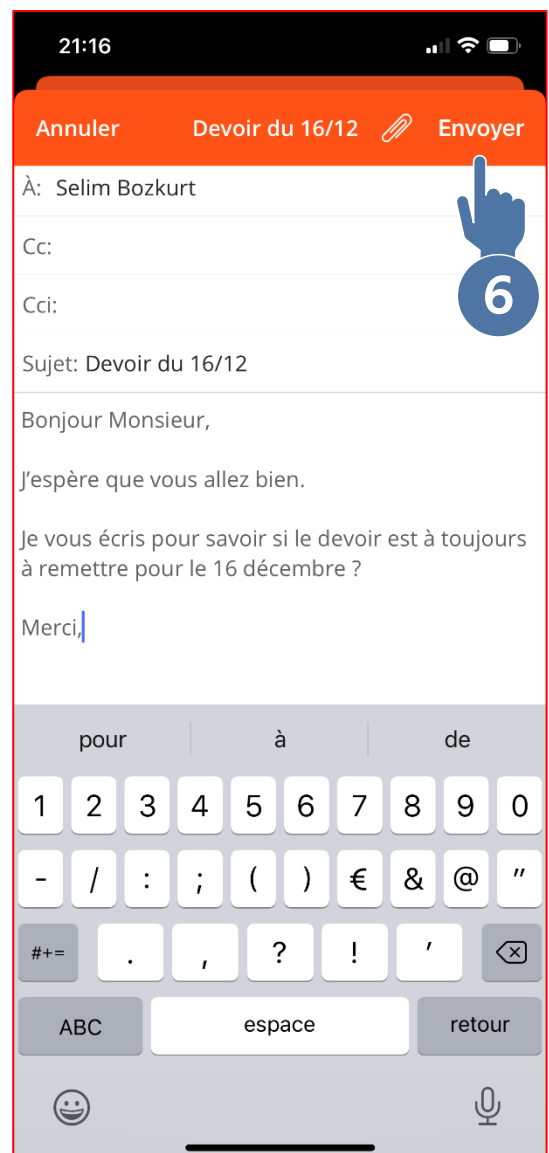 21:16
Annuler Devoir du 16/12 Envoyer
À: Selim Bozkurt
Cc:
6
Cci:
Sujet: Devoir du 16/12
Bonjour Monsieur,
J'espère que vous allez bien.
Je vous écris pour savoir si le devoir est à toujours
à remettre pour le 16 décembre ?
Merci,
pour à de
1 2 3 4 5 6 7 8 9 0
- / : ; ( ) € & @ "
#+= . , ? ! '
ABC espace retour